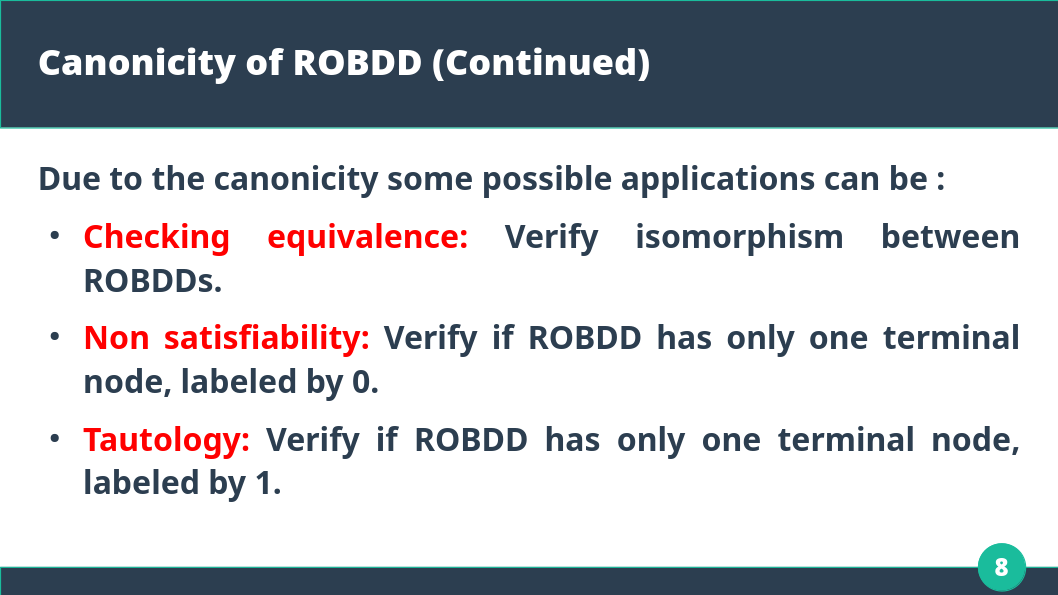 Canonicity of ROBDD (Continued)
Due to the canonicity some possible applications can be :
• Checking equivalence: Verify isomorphism between
ROBDDs.
• Non satisfiability: Verify if ROBDD has only one terminal
node, labeled by 0.
• Tautology: Verify if ROBDD has only one terminal node,
labeled by 1.
8